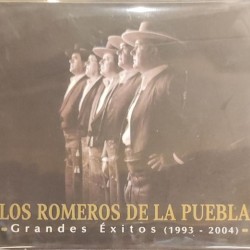 LOS ROMEROS DE LA PUEBLA
Grandes Éxitos (1993 - 2004)